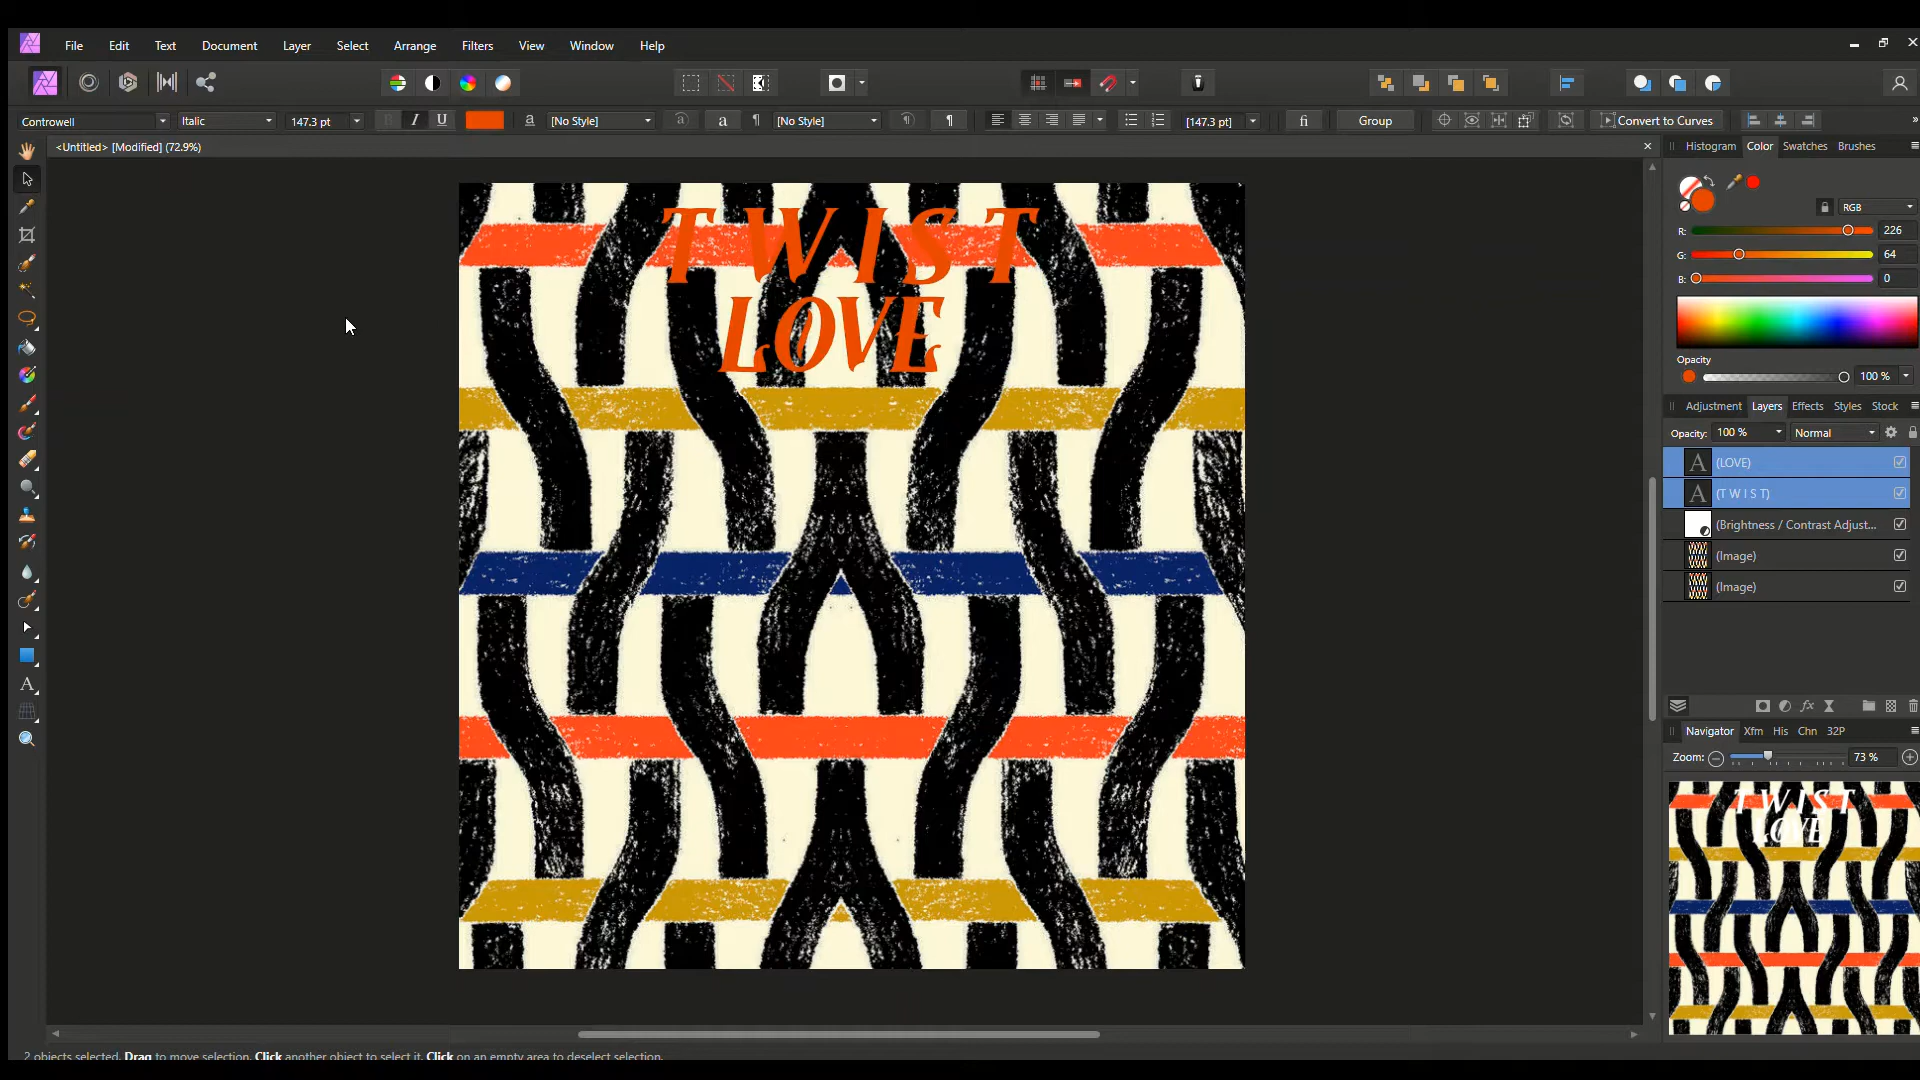 File Edit Text Document Layer Select Arrange Filters View Window Help
Controwell Italic 147.3 pt B I U a [No Style] a a ¶ [No Style] ¶ ¶ [147.3 pt] fi Group Convert to Curves »
<Untitled> [Modified] (72.9%)
Histogram Color Swatches Brushes
RGB
R: 226
G: 64
B: 0
Opacity
100 %
Adjustment Layers Effects Styles Stock
Opacity: 100 % Normal
A (LOVE)
A (T W I S T)
(Brightness / Contrast Adjust...
(Image)
(Image)
Navigator Xfm His Chn 32P
Zoom: 73 %
T W I S T
LOVE
T W I S T
LOVE
2 objects selected. Drag to move selection. Click another object to select it. Click on an empty area to deselect selection.